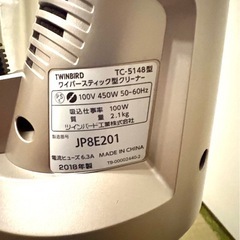 TWINBIRD TC-5148型
ワイパースティック型クリーナー
100V 450W 50-60Hz
吸込仕事率 100W
質量 2.1kg
ツインバード工業株式会社
製造番号 JP8E201
電流ヒューズ 6.3A MADE IN CHINA
2018年製